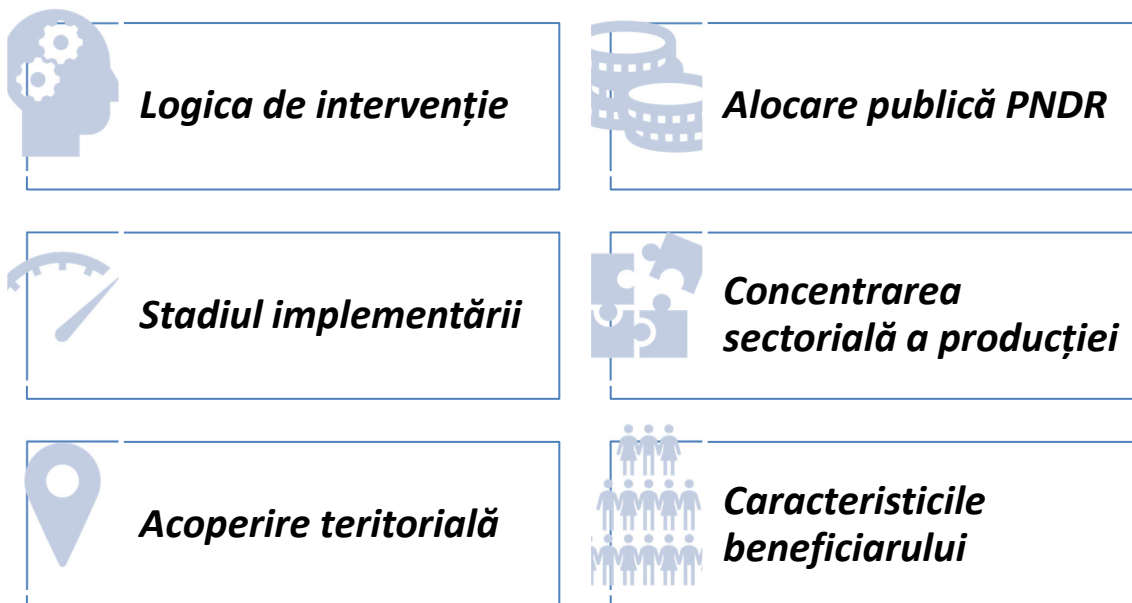 Logica de intervenție
Alocare publică PNDR
Stadiul implementării
Concentrarea
sectorială a producției
Acoperire teritorială
Caracteristicile
beneficiarului